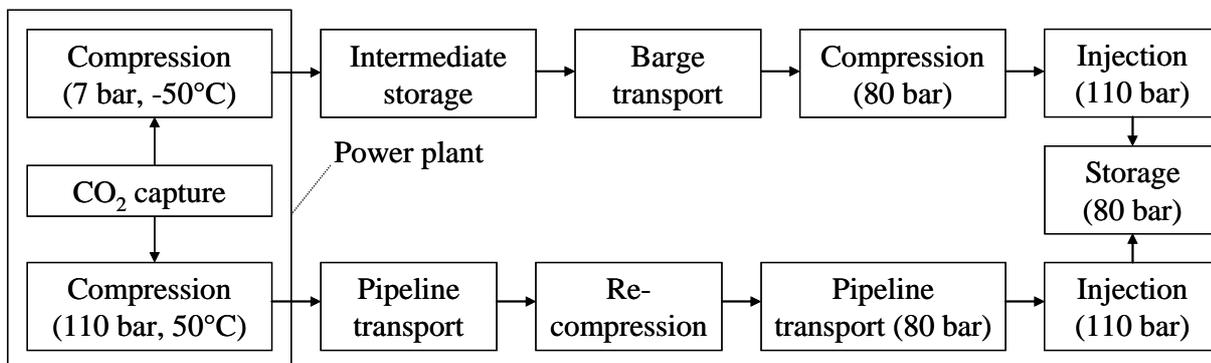 Compression
(7 bar, -50°C)
Intermediate
storage
Barge
transport
Compression
(80 bar)
Injection
(110 bar)
Power plant
CO₂ capture
Storage
(80 bar)
Compression
(110 bar, 50°C)
Pipeline
transport
Re-
compression
Pipeline
transport (80 bar)
Injection
(110 bar)